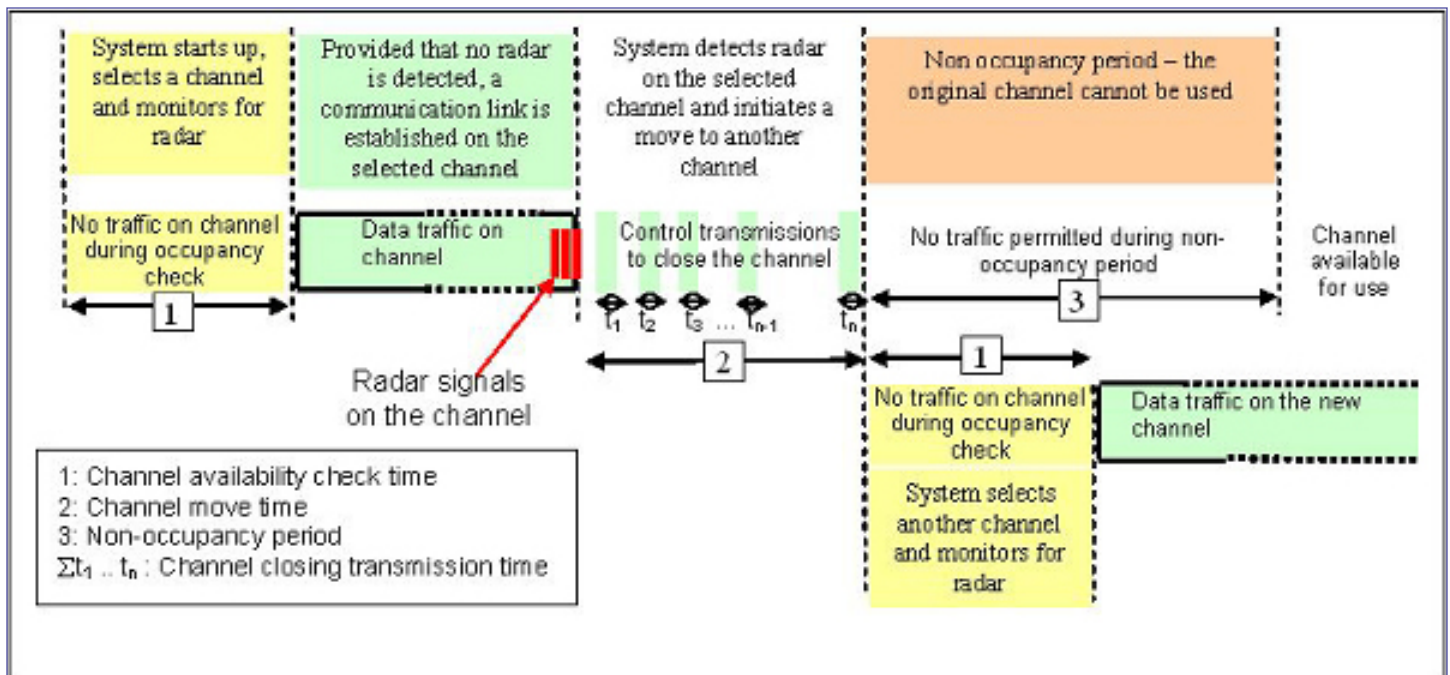 System starts up,
selects a channel
and monitors for
radar
Provided that no radar
is detected, a
communication link is
established on the
selected channel
System detects radar
on the selected
channel and initiates a
move to another
channel
Non occupancy period – the
original channel cannot be used
No traffic on channel
during occupancy
check
Data traffic on
channel
Control transmissions
to close the channel
No traffic permitted during non-
occupancy period
Channel
available
for use
1
t₁ t₂ t₃ ... tₙ₋₁ tₙ
3
2
1
Radar signals
on the channel
No traffic on channel
during occupancy
check
Data traffic on the new
channel
System selects
another channel
and monitors for
radar
1: Channel availability check time
2: Channel move time
3: Non-occupancy period
Σt₁ .. tₙ : Channel closing transmission time